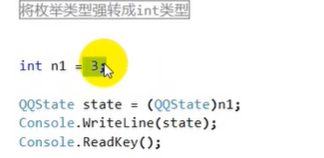 将枚举类型强转成int类型
int n1 = 3;
QQState state = (QQState)n1;
Console.WriteLine(state);
Console.ReadKey();